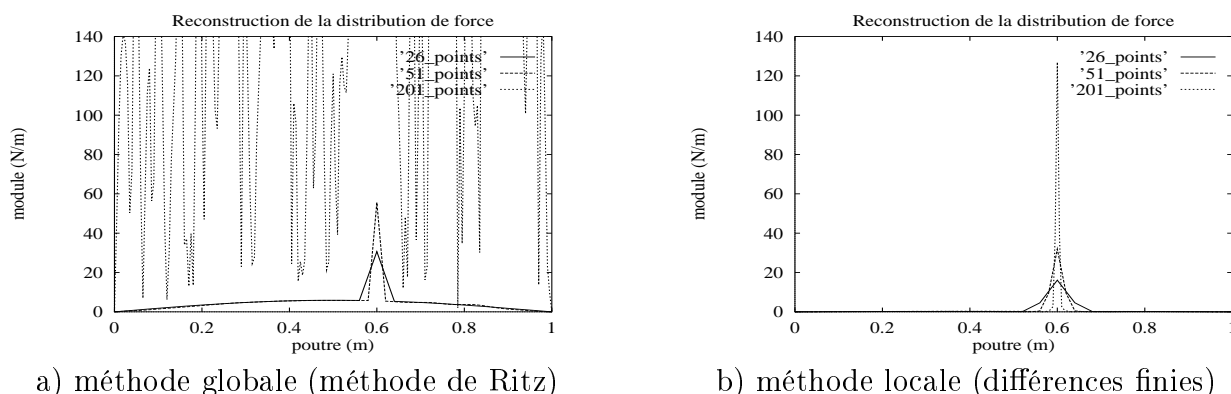 Reconstruction de la distribution de force
140
120
100
80
60
40
20
0
module (N/m)
'26_points'
'51_points'
'201_points'
0 0.2 0.4 0.6 0.8 1
poutre (m)
a) méthode globale (méthode de Ritz)
Reconstruction de la distribution de force
140
120
100
80
60
40
20
0
module (N/m)
'26_points'
'51_points'
'201_points'
0 0.2 0.4 0.6 0.8 1
poutre (m)
b) méthode locale (différences finies)